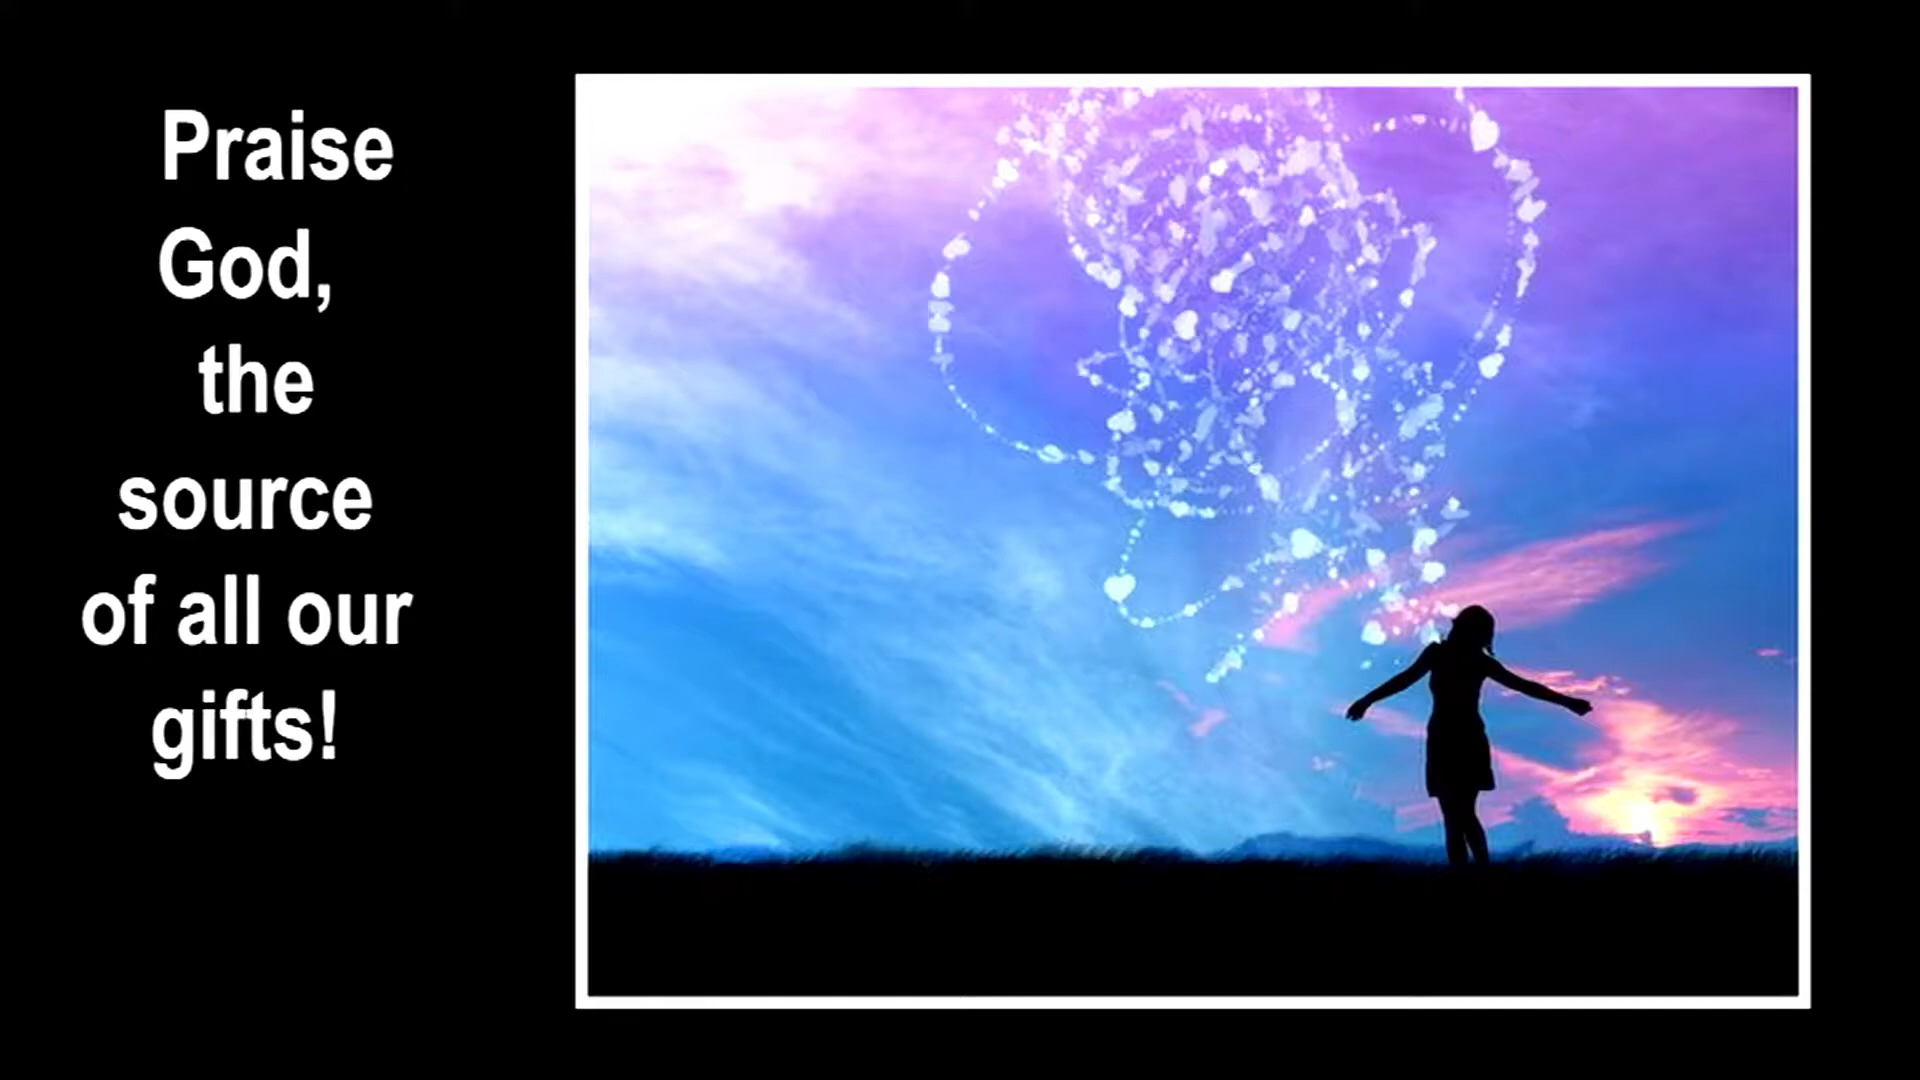 Praise
God,
the
source
of all our
gifts!